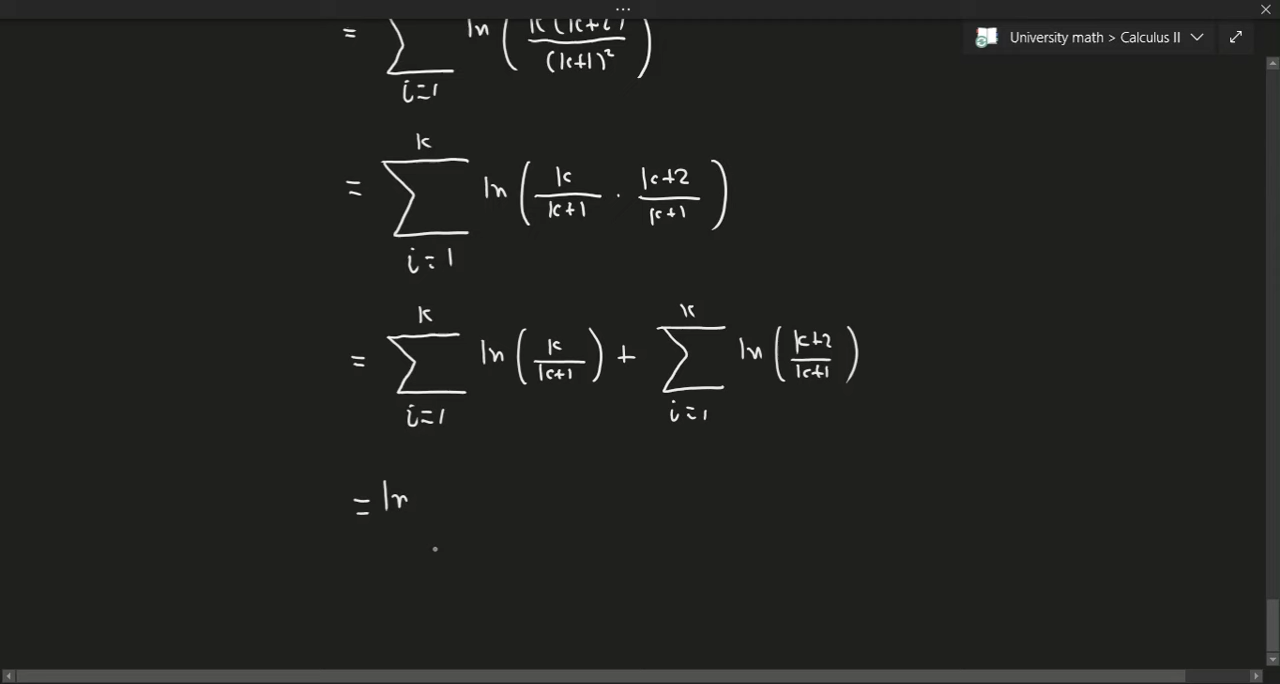 University math > Calculus II
= ∑ i=1 ln( k(k+2) / (k+1)² )
= ∑ k i=1 ln( k/k+1 · k+2/k+1 )
= ∑ k i=1 ln( k/k+1 ) + ∑ k i=1 ln( k+2/k+1 )
= ln